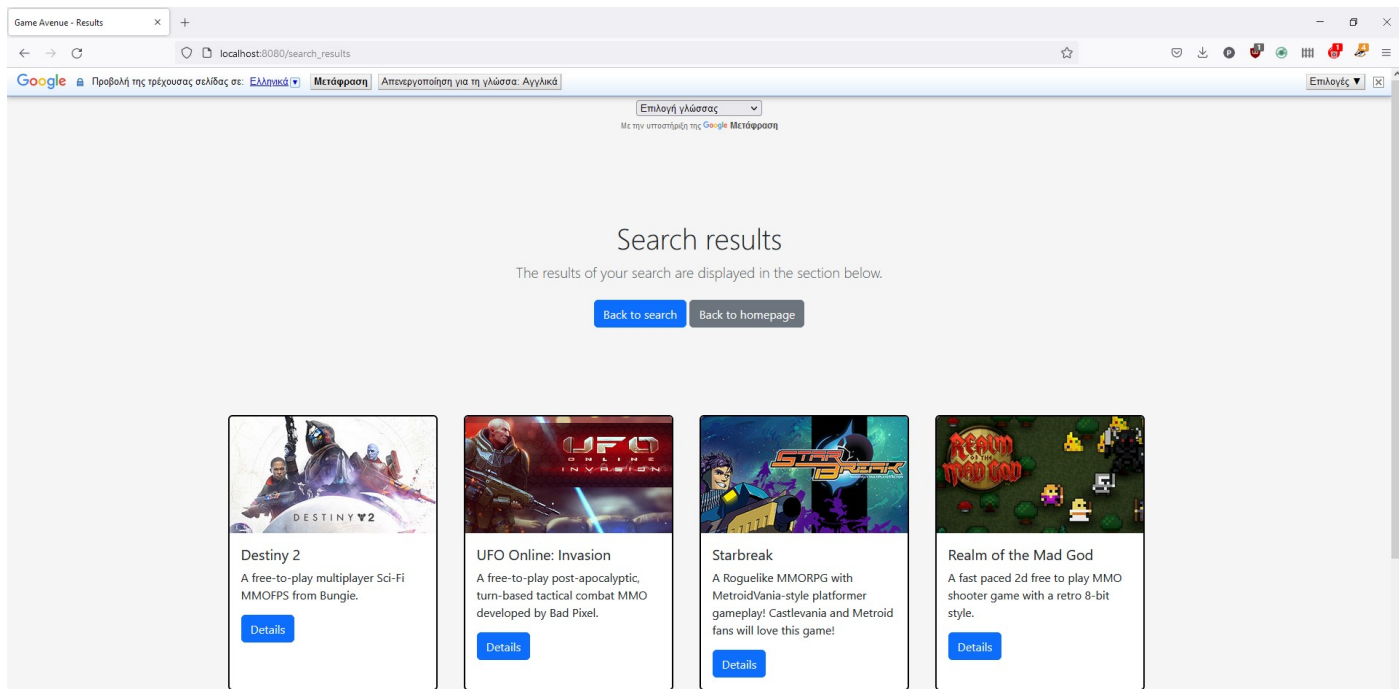 Game Avenue - Results
localhost:8080/search_results
Google Προβολή της τρέχουσας σελίδας σε: Ελληνικά Μετάφραση Απενεργοποίηση για τη γλώσσα: Αγγλικά Επιλογές ▼
Επιλογή γλώσσας
Με την υποστήριξη της Google Μετάφραση
Search results
The results of your search are displayed in the section below.
Back to search Back to homepage
DESTINY 2
UFO
ONLINE
INVASION
STAR
BREAK
REALM
OF THE
MAD GOD
Destiny 2
A free-to-play multiplayer Sci-Fi
MMOFPS from Bungie.
Details
UFO Online: Invasion
A free-to-play post-apocalyptic,
turn-based tactical combat MMO
developed by Bad Pixel.
Details
Starbreak
A Roguelike MMORPG with
MetroidVania-style platformer
gameplay! Castlevania and Metroid
fans will love this game!
Details
Realm of the Mad God
A fast paced 2d free to play MMO
shooter game with a retro 8-bit
style.
Details